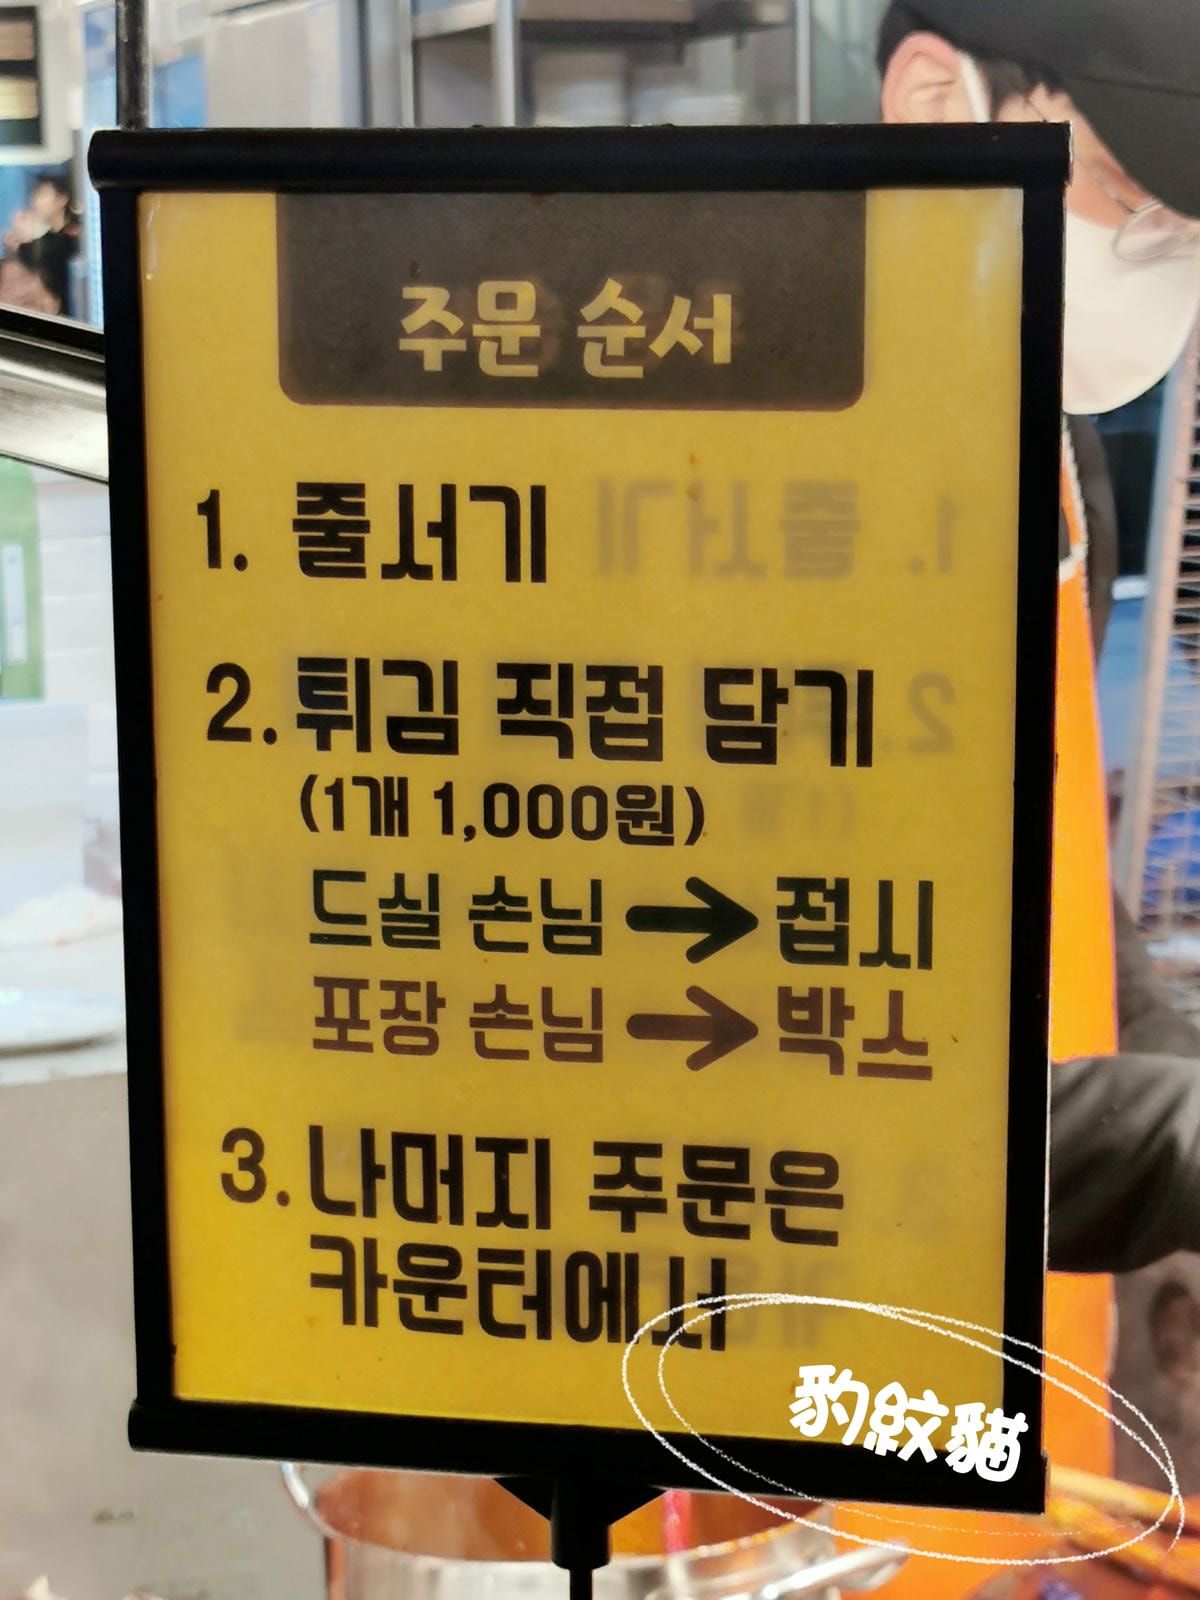 주문 순서
1. 줄서기
2. 튀김 직접 담기
(1개 1,000원)
드실 손님 → 접시
포장 손님 → 박스
3. 나머지 주문은
카운터에서
豹紋貓